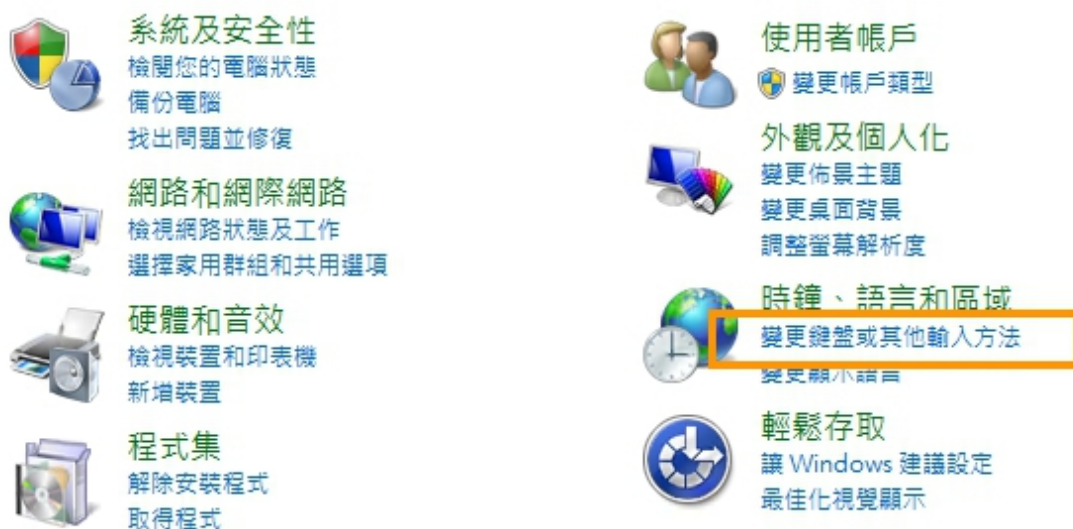 系統及安全性
檢閱您的電腦狀態
備份電腦
找出問題並修復
網路和網際網路
檢視網路狀態及工作
選擇家用群組和共用選項
硬體和音效
檢視裝置和印表機
新增裝置
程式集
解除安裝程式
取得程式
使用者帳戶
變更帳戶類型
外觀及個人化
變更佈景主題
變更桌面背景
調整螢幕解析度
時鐘、語言和區域
變更鍵盤或其他輸入方法
變更顯示語言
輕鬆存取
讓 Windows 建議設定
最佳化視覺顯示